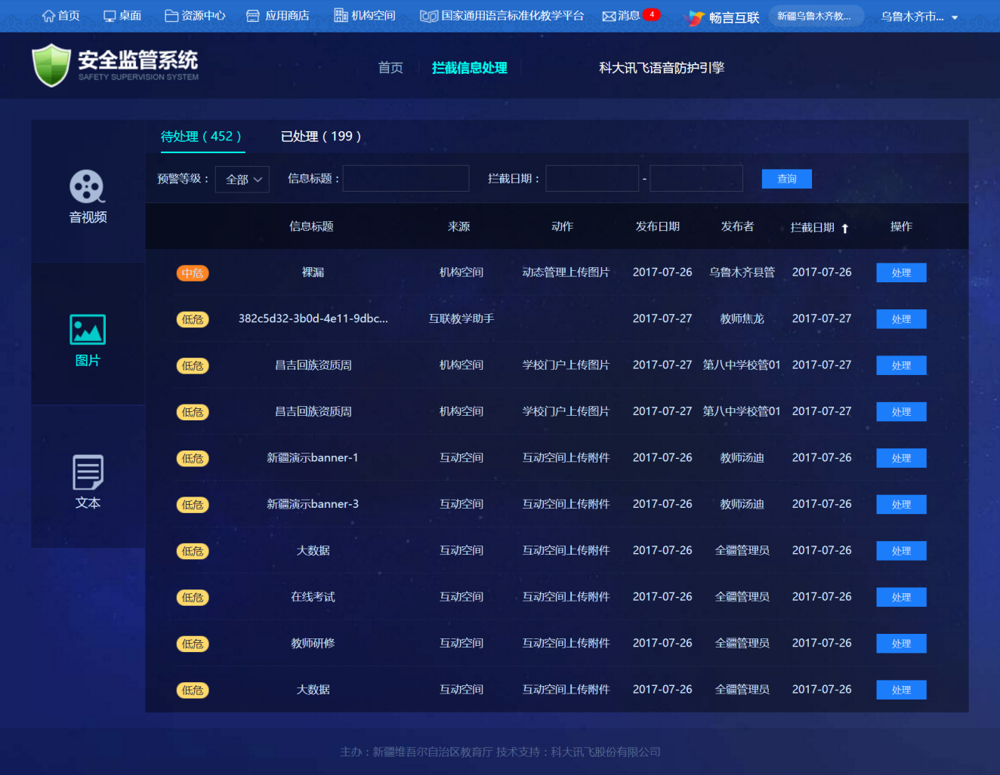 首页 桌面 资源中心 应用商店 机构空间 国家通用语言标准化教学平台 消息 4 畅言互联 新疆乌鲁木齐教... 乌鲁木齐市...
安全监管系统
SAFETY SUPERVISION SYSTEM
首页 拦截信息处理 科大讯飞语音防护引擎
待处理(452) 已处理(199)
预警等级: 全部 信息标题: 拦截日期: - 查询
音视频
图片
文本
信息标题 来源 动作 发布日期 发布者 拦截日期 操作
中危 裸漏 机构空间 动态管理上传图片 2017-07-26 乌鲁木齐县管 2017-07-26 处理
低危 382c5d32-3b0d-4e11-9dbc... 互联教学助手 2017-07-27 教师焦龙 2017-07-27 处理
低危 昌吉回族资质周 机构空间 学校门户上传图片 2017-07-27 第八中学校管01 2017-07-27 处理
低危 昌吉回族资质周 机构空间 学校门户上传图片 2017-07-27 第八中学校管01 2017-07-27 处理
低危 新疆演示banner-1 互动空间 互动空间上传附件 2017-07-26 教师汤迪 2017-07-26 处理
低危 新疆演示banner-3 互动空间 互动空间上传附件 2017-07-26 教师汤迪 2017-07-26 处理
低危 大数据 互动空间 互动空间上传附件 2017-07-26 全疆管理员 2017-07-26 处理
低危 在线考试 互动空间 互动空间上传附件 2017-07-26 全疆管理员 2017-07-26 处理
低危 教师研修 互动空间 互动空间上传附件 2017-07-26 全疆管理员 2017-07-26 处理
低危 大数据 互动空间 互动空间上传附件 2017-07-26 全疆管理员 2017-07-26 处理
主办:新疆维吾尔自治区教育厅 技术支持:科大讯飞股份有限公司